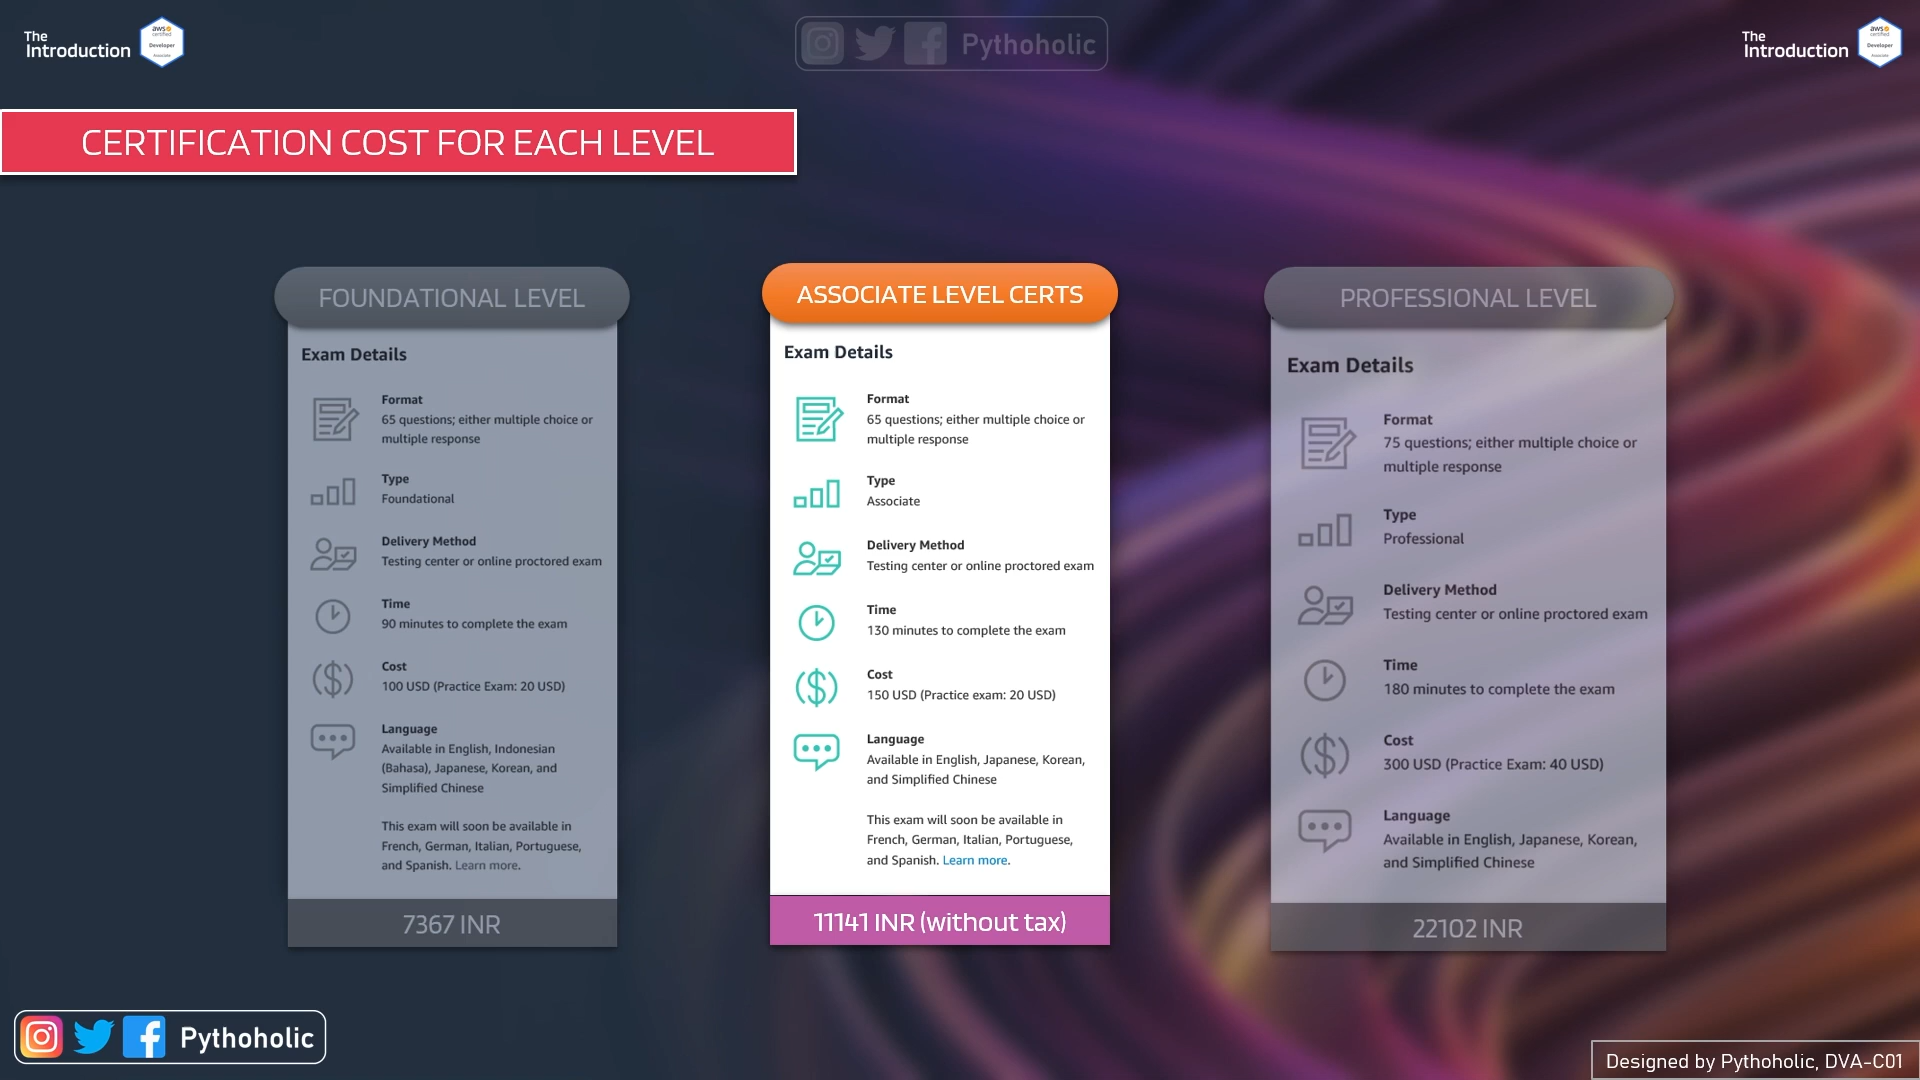 The
Introduction
aws
certified
Developer
Associate
Pythoholic
The
Introduction
aws
certified
Developer
Associate
CERTIFICATION COST FOR EACH LEVEL
FOUNDATIONAL LEVEL
Exam Details
Format
65 questions; either multiple choice or
multiple response
Type
Foundational
Delivery Method
Testing center or online proctored exam
Time
90 minutes to complete the exam
Cost
100 USD (Practice Exam: 20 USD)
Language
Available in English, Indonesian
(Bahasa), Japanese, Korean, and
Simplified Chinese
This exam will soon be available in
French, German, Italian, Portuguese,
and Spanish. Learn more.
7367 INR
ASSOCIATE LEVEL CERTS
Exam Details
Format
65 questions; either multiple choice or
multiple response
Type
Associate
Delivery Method
Testing center or online proctored exam
Time
130 minutes to complete the exam
Cost
150 USD (Practice exam: 20 USD)
Language
Available in English, Japanese, Korean,
and Simplified Chinese
This exam will soon be available in
French, German, Italian, Portuguese,
and Spanish. Learn more.
11141 INR (without tax)
PROFESSIONAL LEVEL
Exam Details
Format
75 questions; either multiple choice or
multiple response
Type
Professional
Delivery Method
Testing center or online proctored exam
Time
180 minutes to complete the exam
Cost
300 USD (Practice Exam: 40 USD)
Language
Available in English, Japanese, Korean,
and Simplified Chinese
22102 INR
Pythoholic
Designed by Pythoholic, DVA-C01